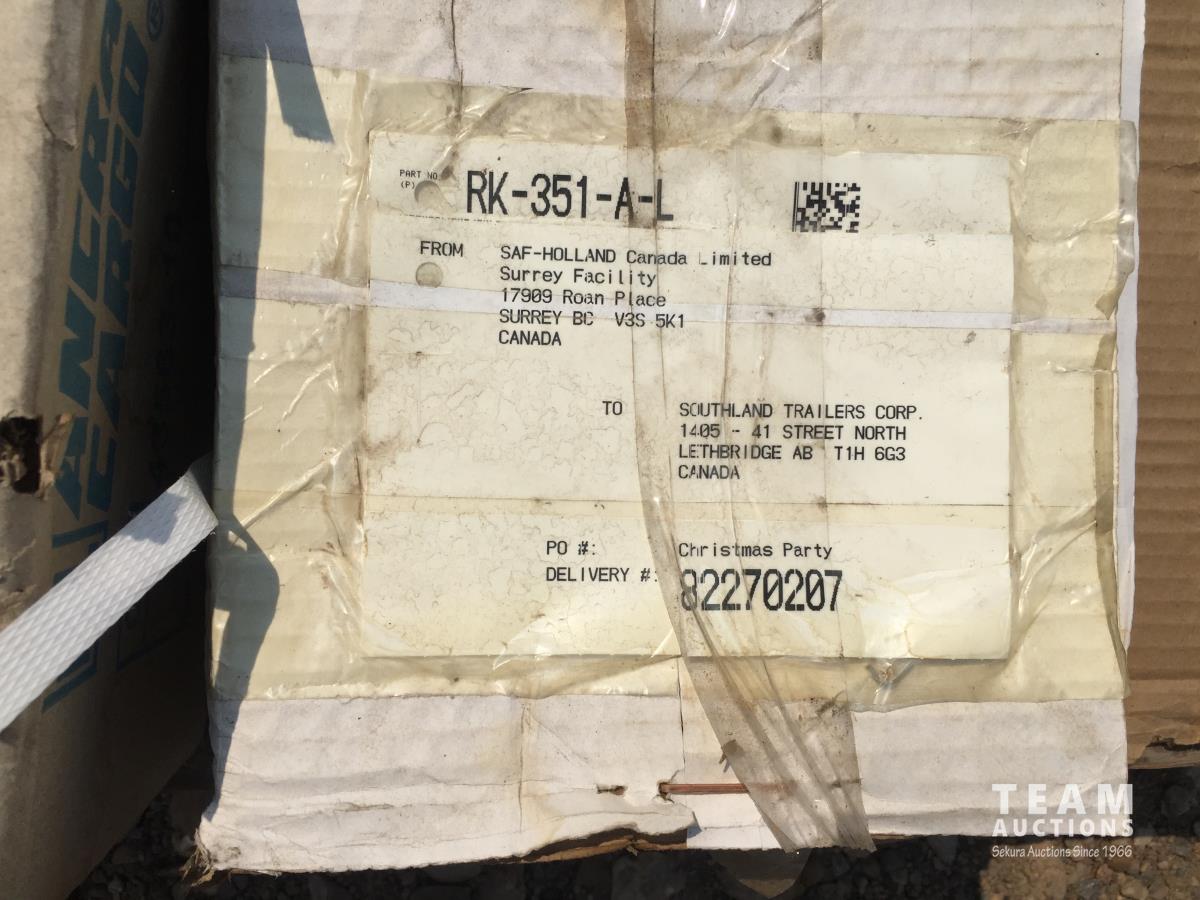 PART NO
(P)
RK-351-A-L
FROM
SAF-HOLLAND Canada Limited
Surrey Facility
17909 Roan Place
SURREY BC V3S 5K1
CANADA
TO
SOUTHLAND TRAILERS CORP.
1405 - 41 STREET NORTH
LETHBRIDGE AB T1H 6G3
CANADA
PO #: Christmas Party
DELIVERY #: 82270207
CARGO
TEAM
AUCTIONS
Sekura Auctions Since 1966